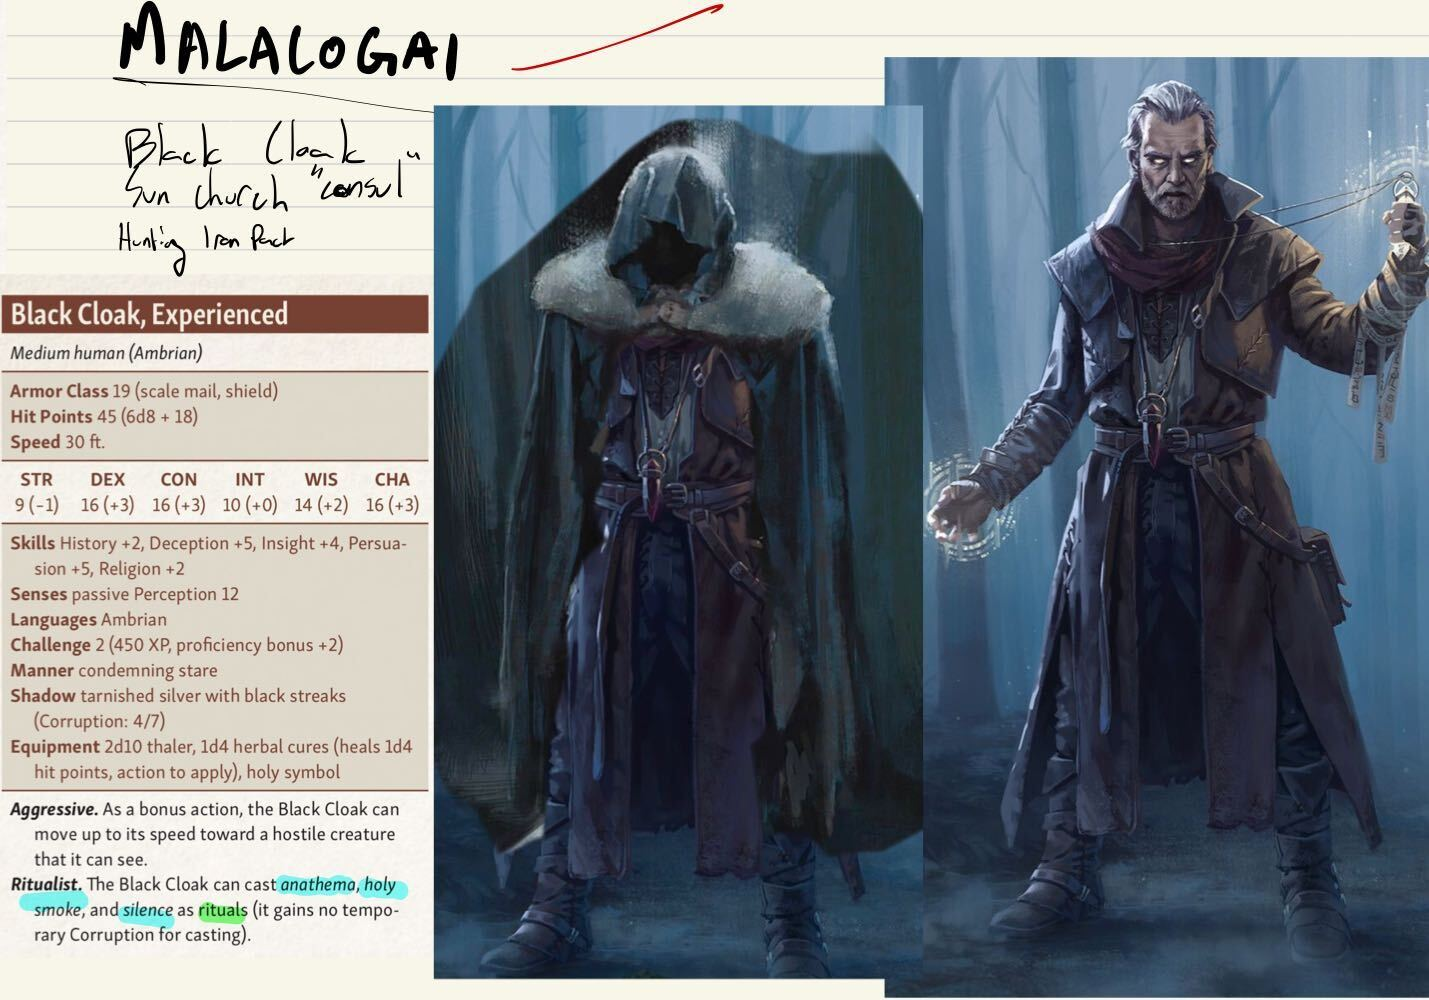 MALALOGAI
Black Cloak
Sun Church "consul"
Hunting Iron Pact
Black Cloak, Experienced
Medium human (Ambrian)
Armor Class 19 (scale mail, shield)
Hit Points 45 (6d8 + 18)
Speed 30 ft.
STR DEX CON INT WIS CHA
9 (−1) 16 (+3) 16 (+3) 10 (+0) 14 (+2) 16 (+3)
Skills History +2, Deception +5, Insight +4, Persua-
sion +5, Religion +2
Senses passive Perception 12
Languages Ambrian
Challenge 2 (450 XP, proficiency bonus +2)
Manner condemning stare
Shadow tarnished silver with black streaks
(Corruption: 4/7)
Equipment 2d10 thaler, 1d4 herbal cures (heals 1d4
hit points, action to apply), holy symbol
Aggressive. As a bonus action, the Black Cloak can
move up to its speed toward a hostile creature
that it can see.
Ritualist. The Black Cloak can cast anathema, holy
smoke, and silence as rituals (it gains no tempo-
rary Corruption for casting).